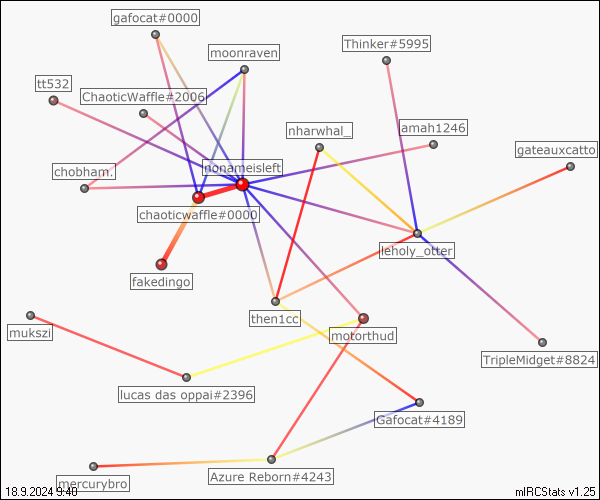 gafocat#0000
moonraven
Thinker#5995
tt532
ChaoticWaffle#2006
nharwhal_
amah1246
gateauxcatto
chobham.
nonameisleft
chaoticwaffle#0000
leholy_otter
fakedingo
then1cc
mukszi
motorthud
TripleMidget#8824
lucas das oppai#2396
Gafocat#4189
mercurybro
Azure Reborn#4243
18.9.2024 9:40
mIRCStats v1.25